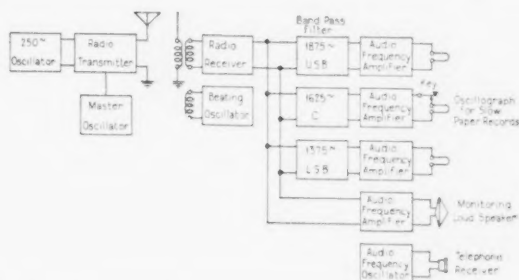 Band Pass
Filter
250~
Oscillator
Radio
Transmitter
Radio
Receiver
1875~
U.S.B
Audio
Frequency
Amplifier
Master
Oscillator
Beating
Oscillator
1625~
C
Audio
Frequency
Amplifier
Key
Oscillograph
for Slow
Paper Records
1375~
U.S.B
Audio
Frequency
Amplifier
Audio
Frequency
Amplifier
Monitoring
Loud Speaker
Audio
Frequency
Oscillator
Telephone
Receiver